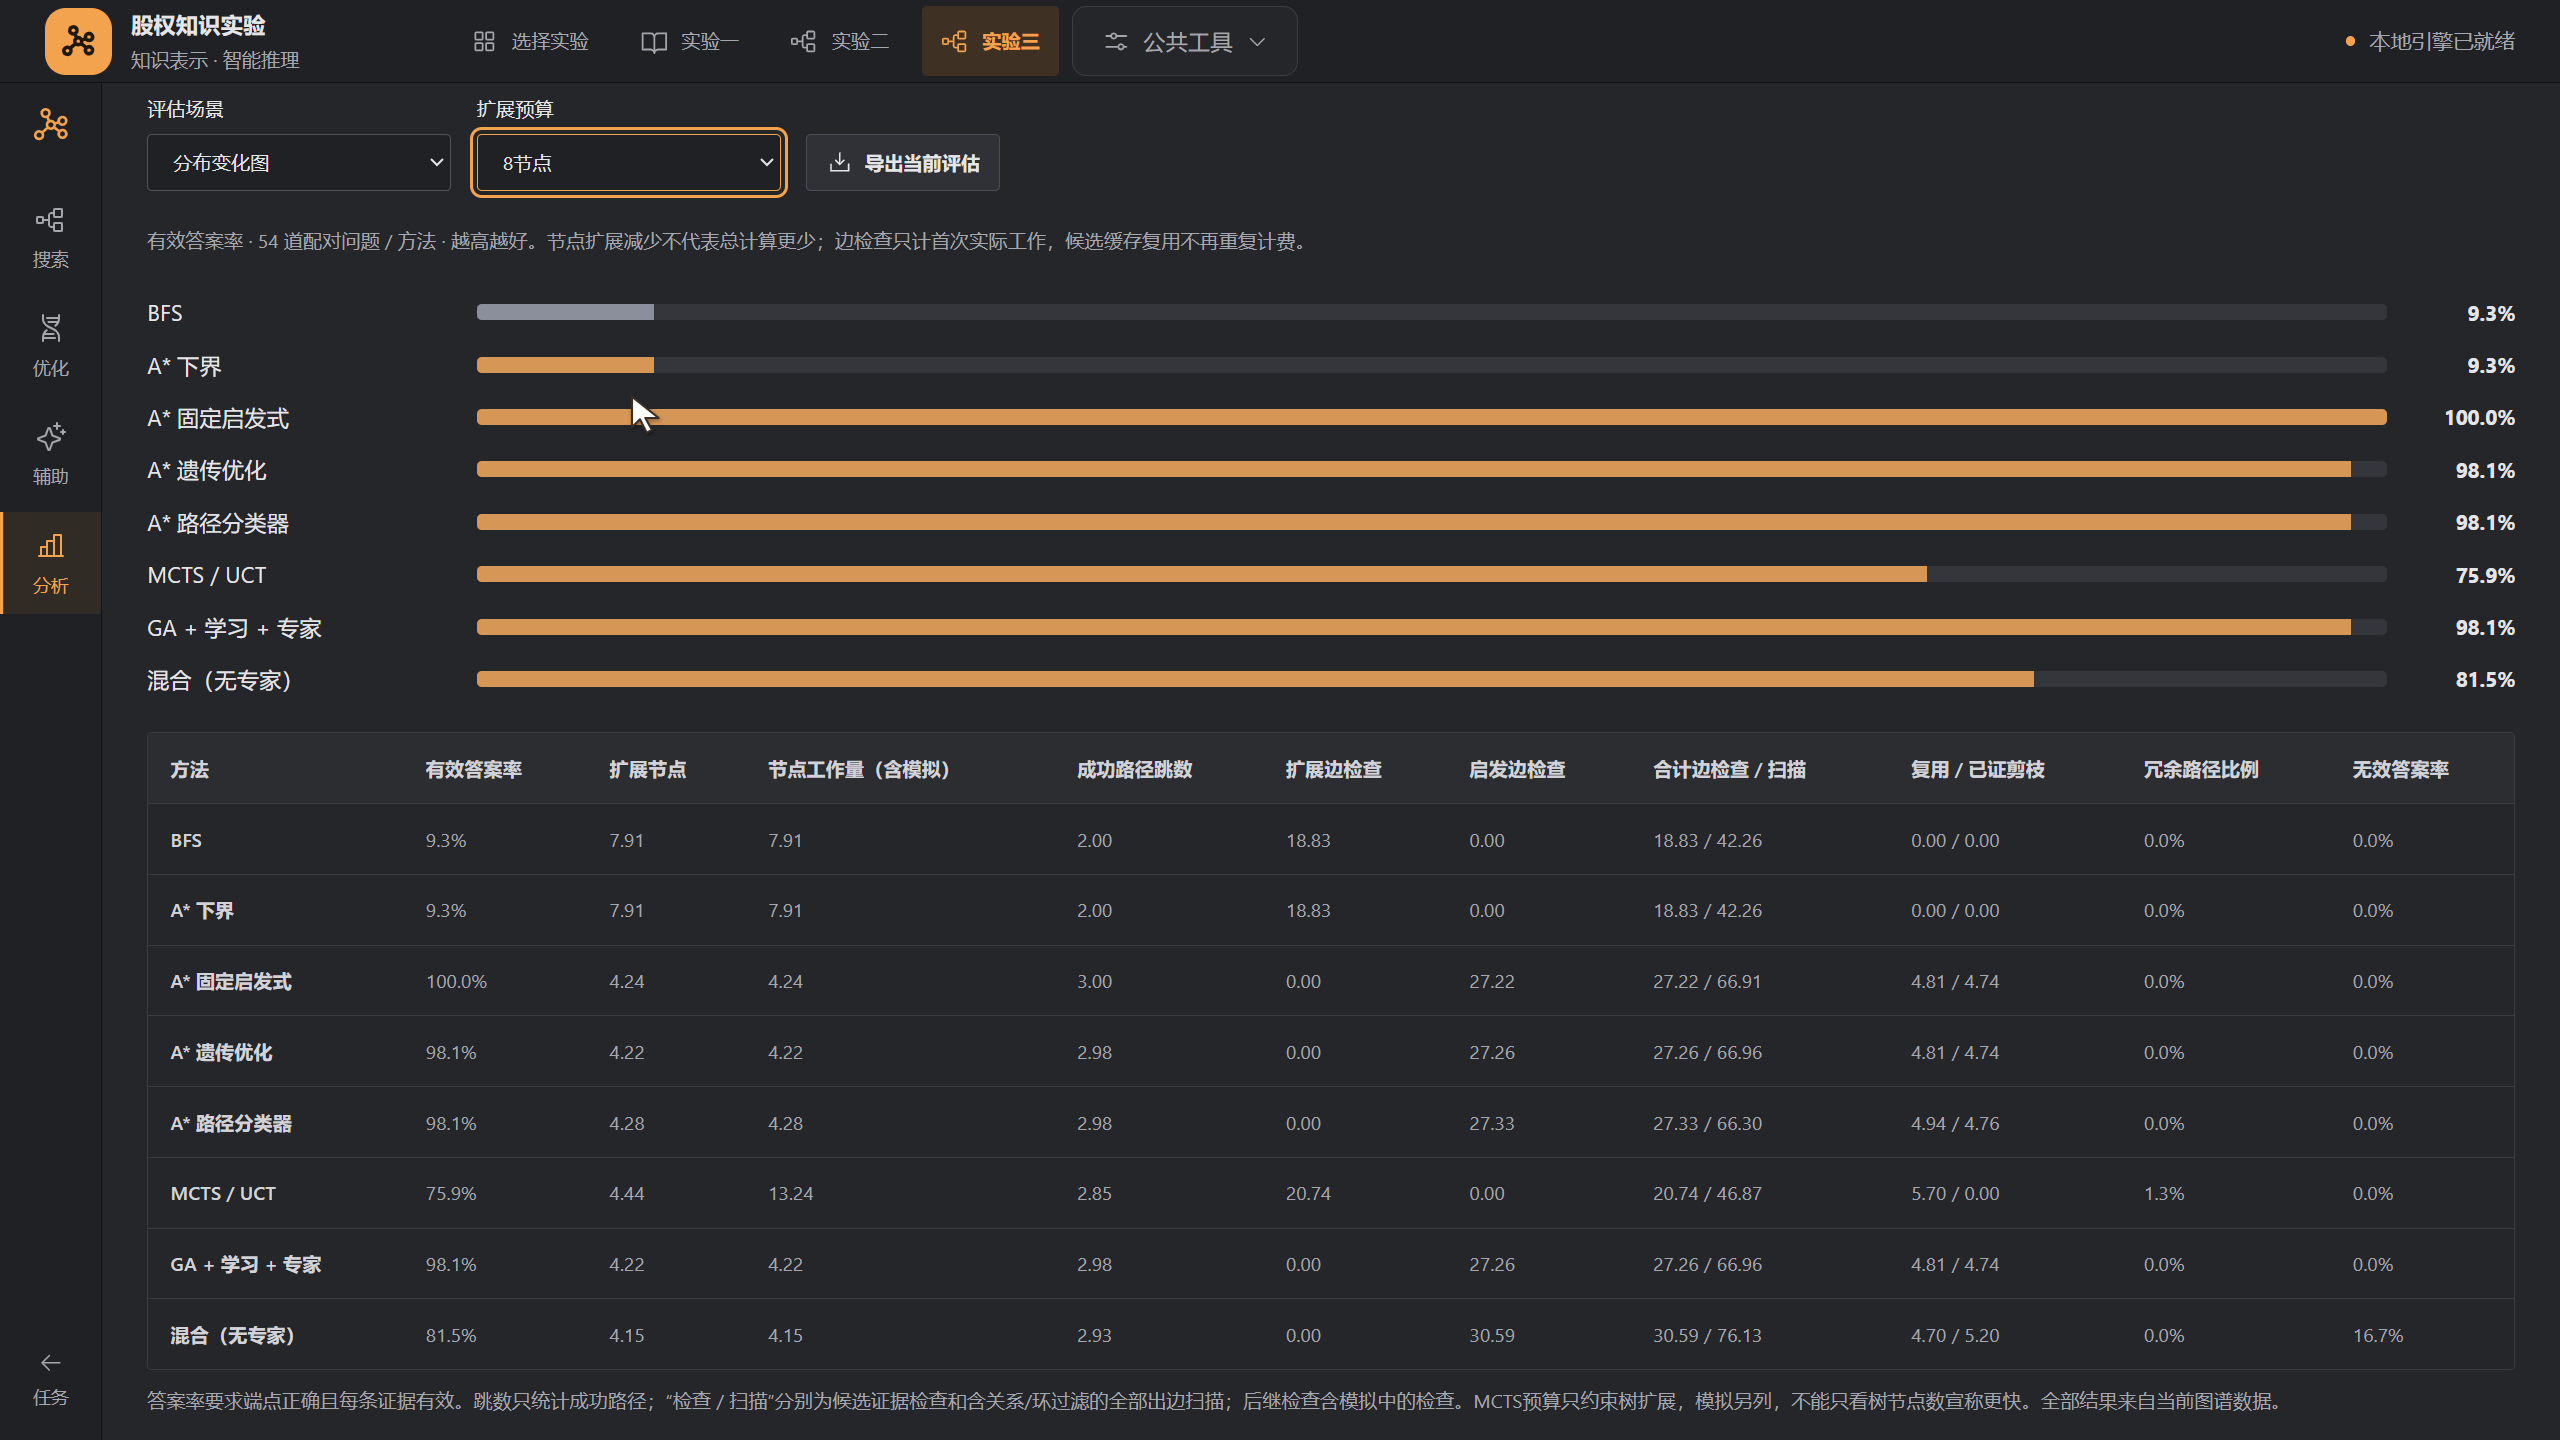 股权知识实验
知识表示 · 智能推理
选择实验
实验一
实验二
实验三
公共工具
本地引擎已就绪
搜索
优化
辅助
分析
任务
评估场景
扩展预算
分布变化图
8节点
导出当前评估
有效答案率 · 54 道配对问题 / 方法 · 越高越好。节点扩展减少不代表总计算更少；边检查只计首次实际工作，候选缓存复用不再重复计费。
BFS 9.3%
A* 下界 9.3%
A* 固定启发式 100.0%
A* 遗传优化 98.1%
A* 路径分类器 98.1%
MCTS / UCT 75.9%
GA + 学习 + 专家 98.1%
混合（无专家） 81.5%
方法 有效答案率 扩展节点 节点工作量（含模拟） 成功路径跳数 扩展边检查 启发边检查 合计边检查 / 扫描 复用 / 已证剪枝 冗余路径比例 无效答案率
BFS 9.3% 7.91 7.91 2.00 18.83 0.00 18.83 / 42.26 0.00 / 0.00 0.0% 0.0%
A* 下界 9.3% 7.91 7.91 2.00 18.83 0.00 18.83 / 42.26 0.00 / 0.00 0.0% 0.0%
A* 固定启发式 100.0% 4.24 4.24 3.00 0.00 27.22 27.22 / 66.91 4.81 / 4.74 0.0% 0.0%
A* 遗传优化 98.1% 4.22 4.22 2.98 0.00 27.26 27.26 / 66.96 4.81 / 4.74 0.0% 0.0%
A* 路径分类器 98.1% 4.28 4.28 2.98 0.00 27.33 27.33 / 66.30 4.94 / 4.76 0.0% 0.0%
MCTS / UCT 75.9% 4.44 13.24 2.85 20.74 0.00 20.74 / 46.87 5.70 / 0.00 1.3% 0.0%
GA + 学习 + 专家 98.1% 4.22 4.22 2.98 0.00 27.26 27.26 / 66.96 4.81 / 4.74 0.0% 0.0%
混合（无专家） 81.5% 4.15 4.15 2.93 0.00 30.59 30.59 / 76.13 4.70 / 5.20 0.0% 16.7%
答案率要求端点正确且每条证据有效。跳数只统计成功路径；“检查 / 扫描”分别为候选证据检查和含关系/环过滤的全部出边扫描；后继检查含模拟中的检查。MCTS预算只约束树扩展，模拟另列，不能只看树节点数宣称更快。全部结果来自当前图谱数据。